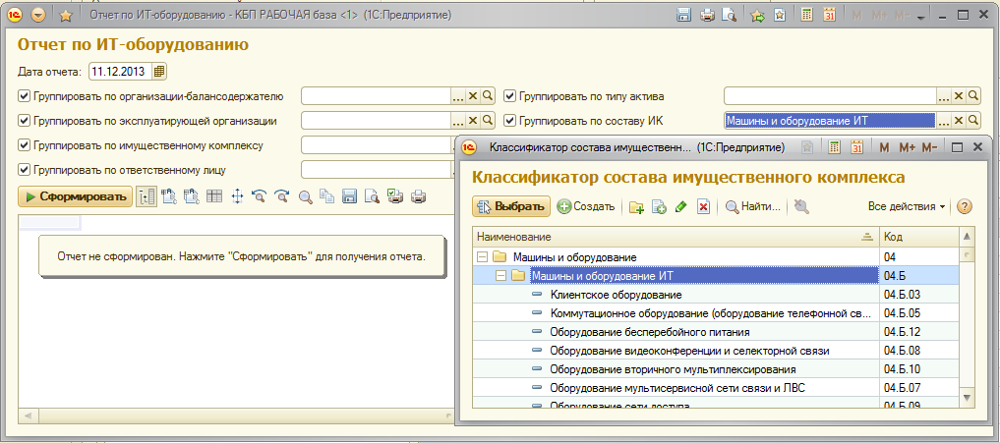 Отчет по ИТ-оборудованию - КБП РАБОЧАЯ база <1> (1С:Предприятие)
31 M M+ M-
Отчет по ИТ-оборудованию
Дата отчета: 11.12.2013
Группировать по организации-балансодержателю ... Группировать по типу актива ...
Группировать по эксплуатирующей организации ... Группировать по составу ИК Машины и оборудование ИТ ...
Группировать по имущественному комплексу
Группировать по ответственному лицу
Сформировать
Отчет не сформирован. Нажмите "Сформировать" для получения отчета.
Классификатор состава имущественн... (1С:Предприятие) 31 M M+ M-
Классификатор состава имущественного комплекса
Выбрать Создать Найти... Все действия ?
Наименование Код
Машины и оборудование 04
Машины и оборудование ИТ 04.Б
Клиентское оборудование 04.Б.03
Коммутационное оборудование (оборудование телефонной св... 04.Б.05
Оборудование бесперебойного питания 04.Б.12
Оборудование видеоконференции и селекторной связи 04.Б.08
Оборудование вторичного мультиплексирования 04.Б.10
Оборудование мультисервисной сети связи и ЛВС 04.Б.07
Оборудование сети доступа 04.Б.09